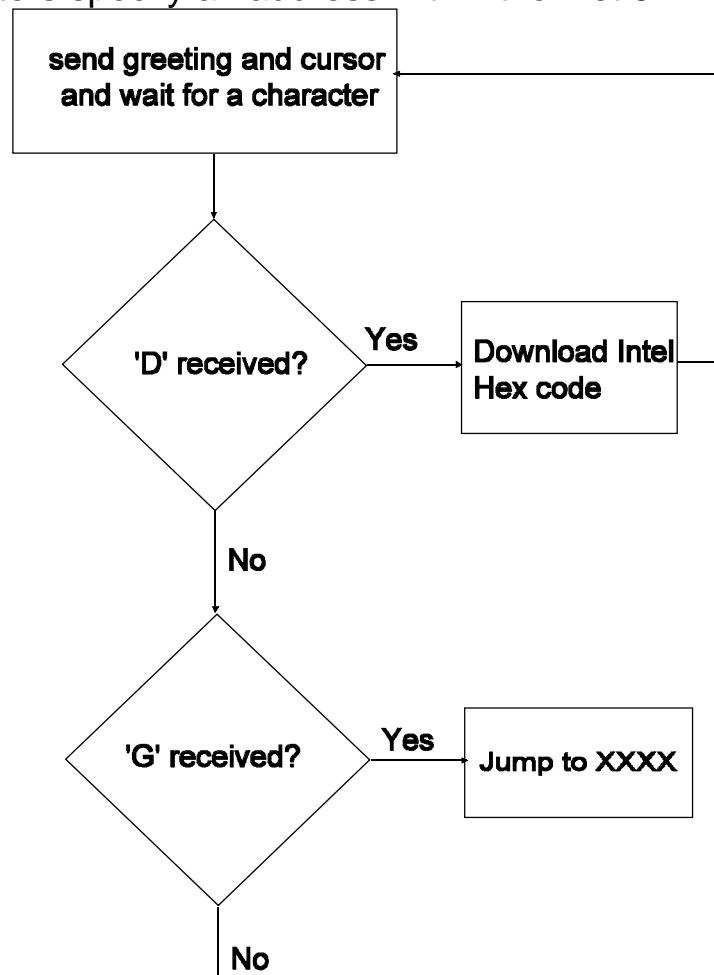 send greeting and cursor
and wait for a character
'D' received?
Yes
Download Intel
Hex code
No
'G' received?
Yes
Jump to XXXX
No